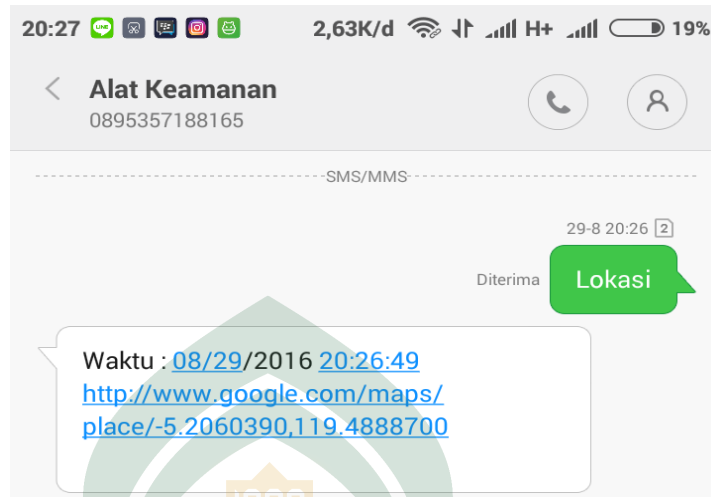 20:27 2,63K/d H+ 19%
Alat Keamanan
0895357188165
SMS/MMS
29-8 20:26 2
Diterima Lokasi
Waktu : 08/29/2016 20:26:49
http://www.google.com/maps/
place/-5.2060390,119.4888700